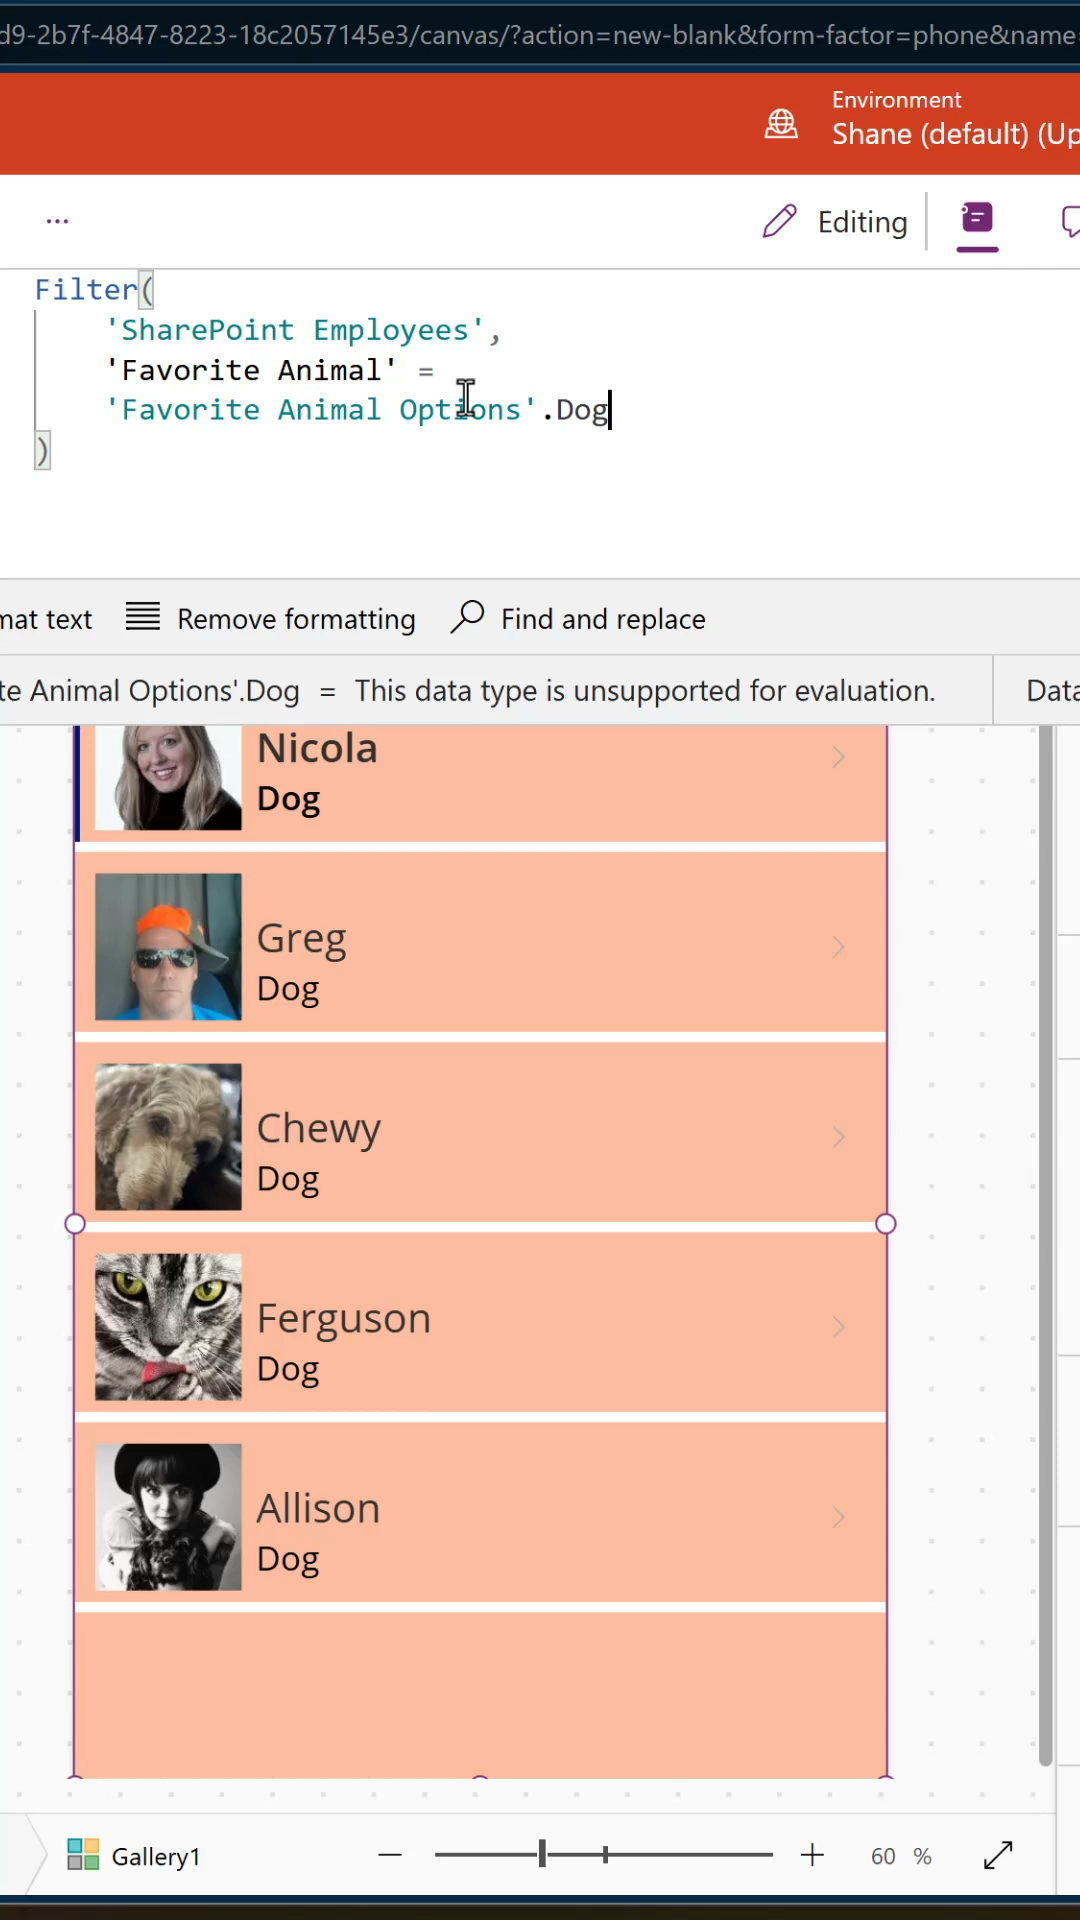 d9-2b7f-4847-8223-18c2057145e3/canvas/?action=new-blank&form-factor=phone&name=
Environment
Shane (default) (Up
...
Editing
Filter(
'SharePoint Employees',
'Favorite Animal' =
'Favorite Animal Options'.Dog
)
mat text
Remove formatting
Find and replace
te Animal Options'.Dog = This data type is unsupported for evaluation.
Data
Nicola
Dog
Greg
Dog
Chewy
Dog
Ferguson
Dog
Allison
Dog
Gallery1
60 %